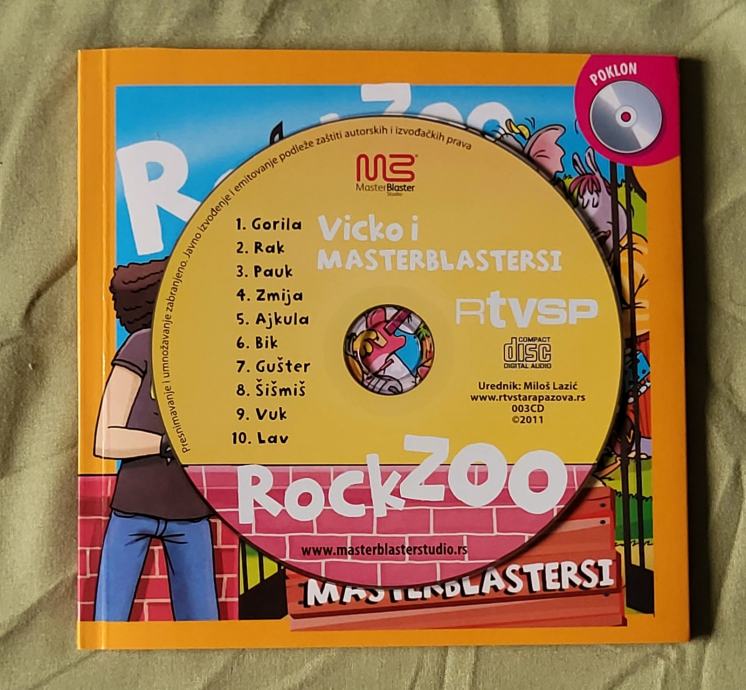 POKLON
Presnimavanje i umnožavanje zabranjeno. Javno izvođenje i emitovanje podleže zaštiti autorskih i izvođačkih prava
MB
MasterBlaster
Studio
Vicko i
MASTERBLASTERSI
1. Gorila
2. Rak
3. Pauk
4. Zmija
5. Ajkula
6. Bik
7. Gušter
8. Šišmiš
9. Vuk
10. Lav
RTVSP
COMPACT
disc
DIGITAL AUDIO
Urednik: Miloš Lazić
www.rtvstarapazova.rs
003CD
©2011
RockZOO
www.masterblasterstudio.rs
MASTERBLASTERSI